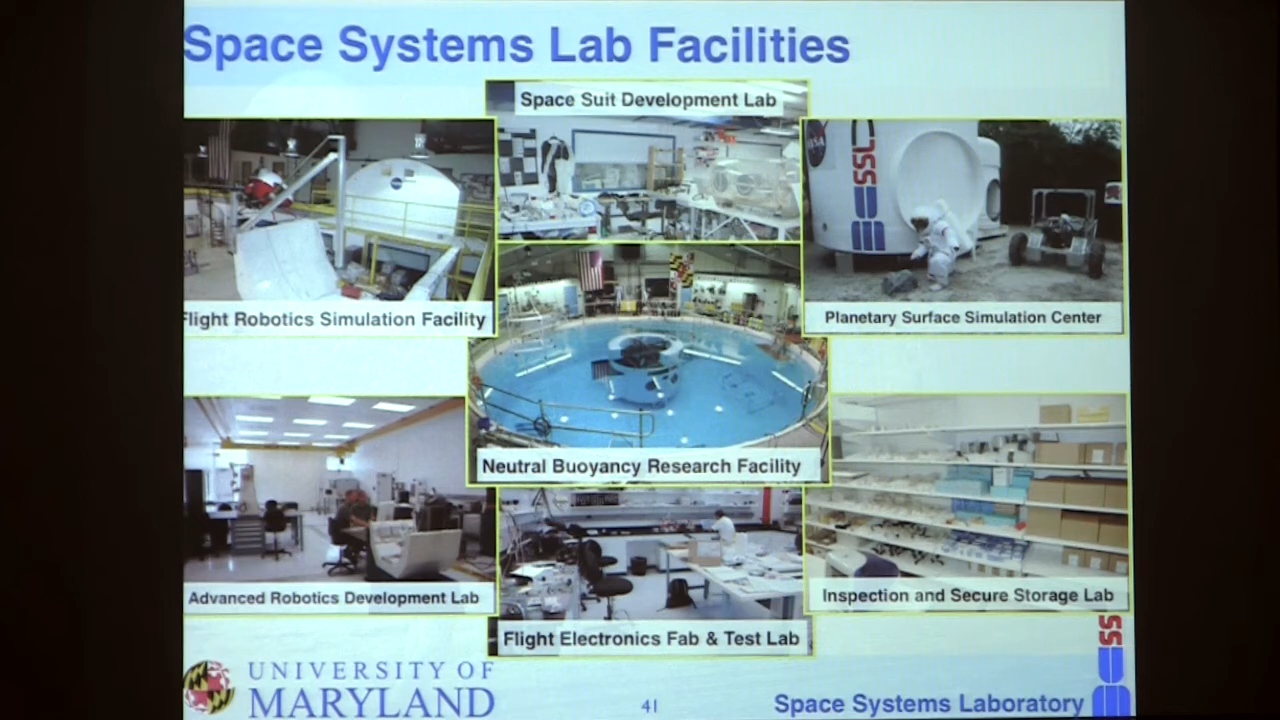 Space Systems Lab Facilities
Space Suit Development Lab
NASA
SSL
Flight Robotics Simulation Facility
Planetary Surface Simulation Center
Neutral Buoyancy Research Facility
Advanced Robotics Development Lab
Inspection and Secure Storage Lab
Flight Electronics Fab & Test Lab
UNIVERSITY OF
MARYLAND
41
Space Systems Laboratory
SSL